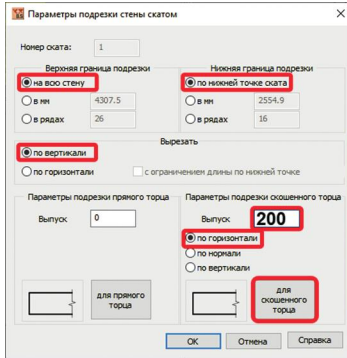 Параметры подрезки стены скатом
Номер ската: 1
Верхняя граница подрезки
на всю стену
в мм 4307.5
в рядах 26
Нижняя граница подрезки
по нижней точке ската
в мм 2554.9
в рядах 16
Вырезать
по вертикали
по горизонтали
с ограничением длины по нижней точке
Параметры подрезки прямого торца
Выпуск 0
для прямого
торца
Параметры подрезки скошенного торца
Выпуск 200
по горизонтали
по нормали
по вертикали
для
скошенного
торца
OK Отмена Справка